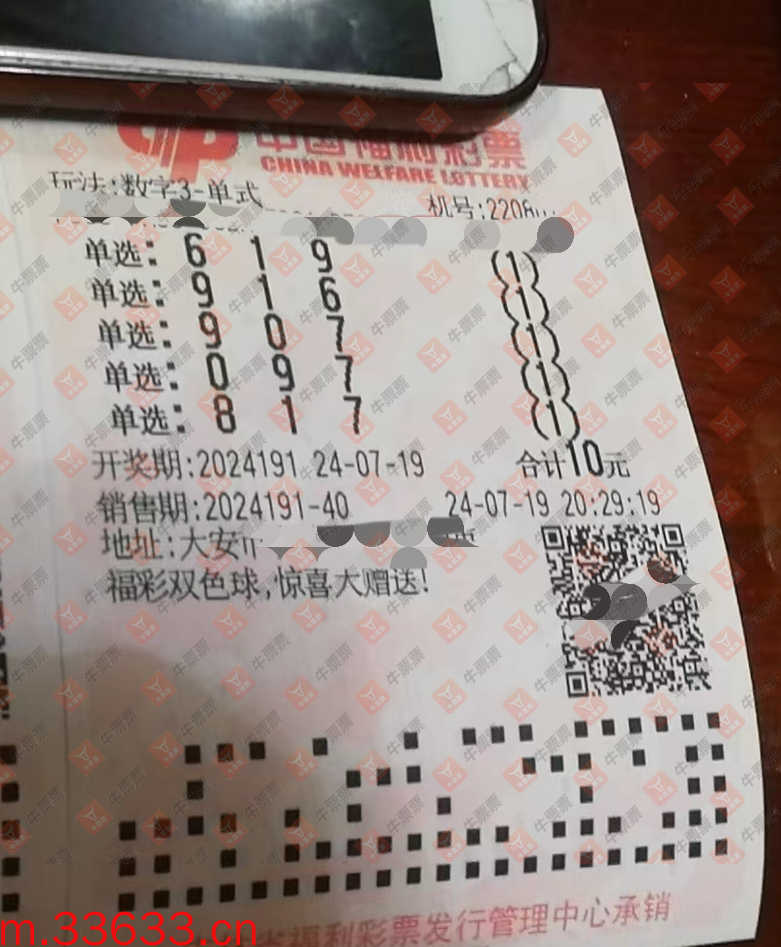 中国福利彩票
CHINA WELFARE LOTTERY
玩法:数字3-单式
机号:2206
单选: 6 1 9 (1)
单选: 9 1 6 (1)
单选: 9 0 7 (1)
单选: 0 9 7 (1)
单选: 8 1 7 (1)
开奖期:2024191 24-07-19 合计10元
销售期:2024191-40 24-07-19 20:29:19
地址:大安
福彩双色球,惊喜大赠送!
省福利彩票发行管理中心承销
m.33633.cn
牛票票